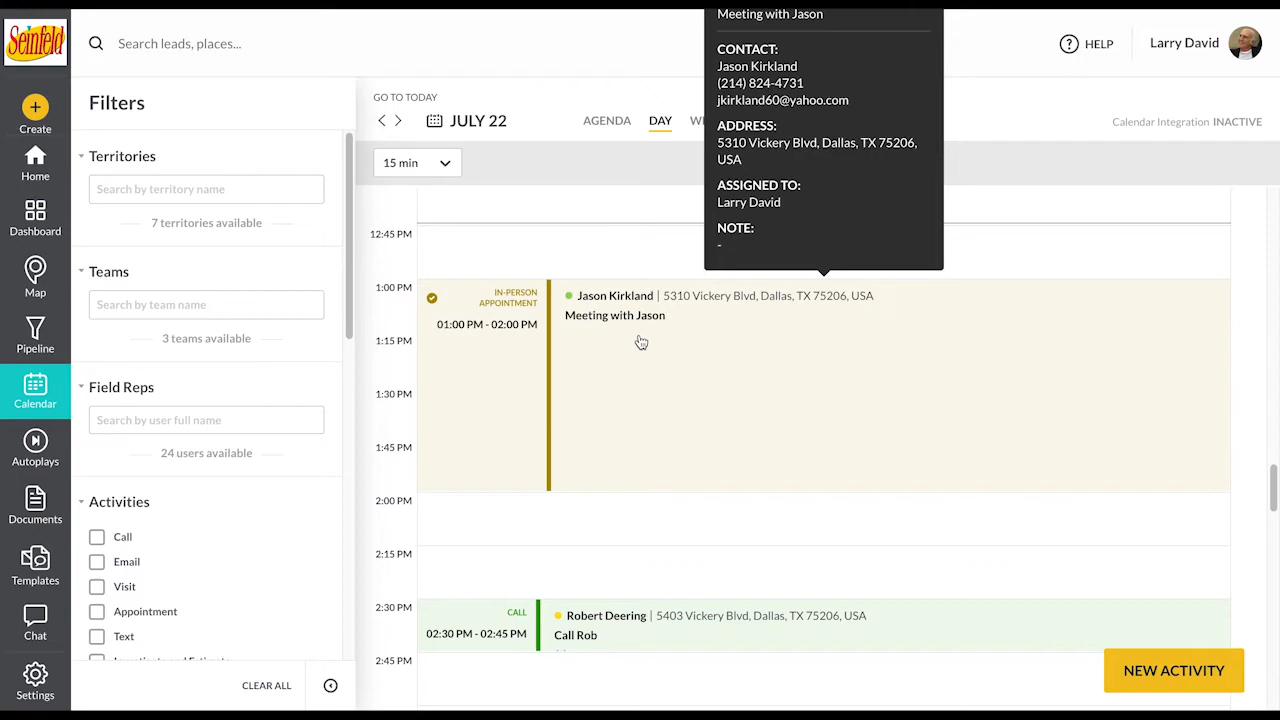 Seinfeld
Search leads, places...
HELP
Larry David
Create
Home
Dashboard
Map
Pipeline
Calendar
Autoplays
Documents
Templates
Chat
Settings
Filters
Territories
Search by territory name
7 territories available
Teams
Search by team name
3 teams available
Field Reps
Search by user full name
24 users available
Activities
Call
Email
Visit
Appointment
Text
CLEAR ALL
GO TO TODAY
JULY 22
AGENDA
DAY
Calendar Integration INACTIVE
15 min
Meeting with Jason
CONTACT:
Jason Kirkland
(214) 824-4731
jkirkland60@yahoo.com
ADDRESS:
5310 Vickery Blvd, Dallas, TX 75206,
USA
ASSIGNED TO:
Larry David
NOTE:
-
12:45 PM
1:00 PM
1:15 PM
1:30 PM
1:45 PM
2:00 PM
2:15 PM
2:30 PM
2:45 PM
IN-PERSON
APPOINTMENT
01:00 PM - 02:00 PM
Jason Kirkland | 5310 Vickery Blvd, Dallas, TX 75206, USA
Meeting with Jason
CALL
02:30 PM - 02:45 PM
Robert Deering | 5403 Vickery Blvd, Dallas, TX 75206, USA
Call Rob
NEW ACTIVITY